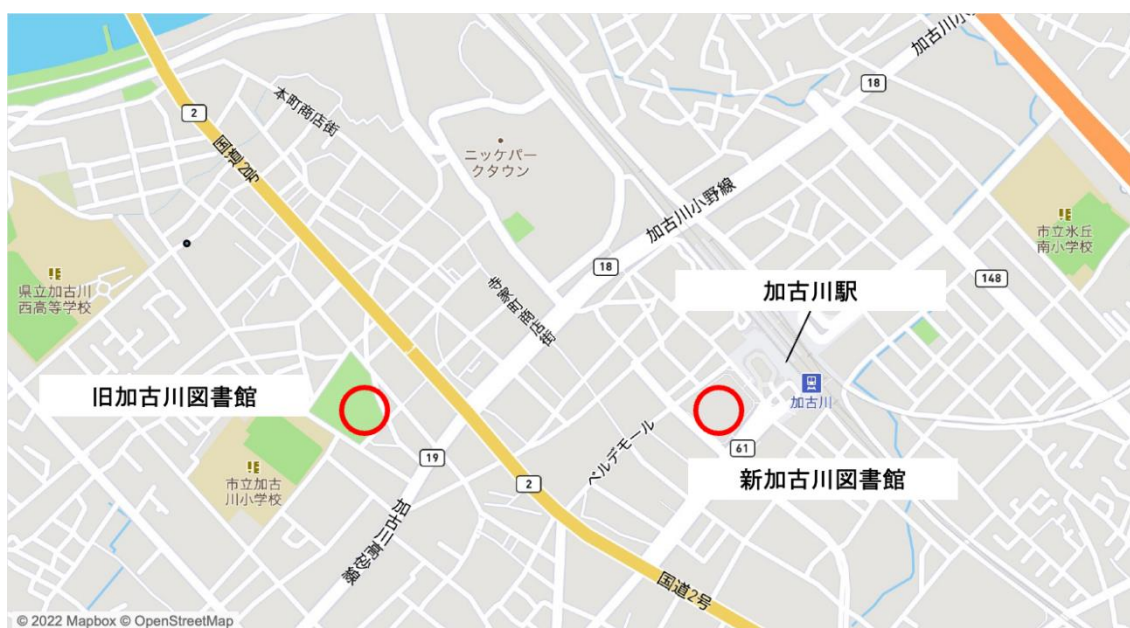 加古川小
18
2
本町商店街
国道2号
ニッケパー
クタウン
加古川小野線
市立氷丘
南小学校
県立加古川
西高等学校
18
148
加古川駅
寺家町商店街
旧加古川図書館
加古川
ベルデモール
61
新加古川図書館
19
市立加古
川小学校
2
加古川高砂線
国道2号
© 2022 Mapbox © OpenStreetMap